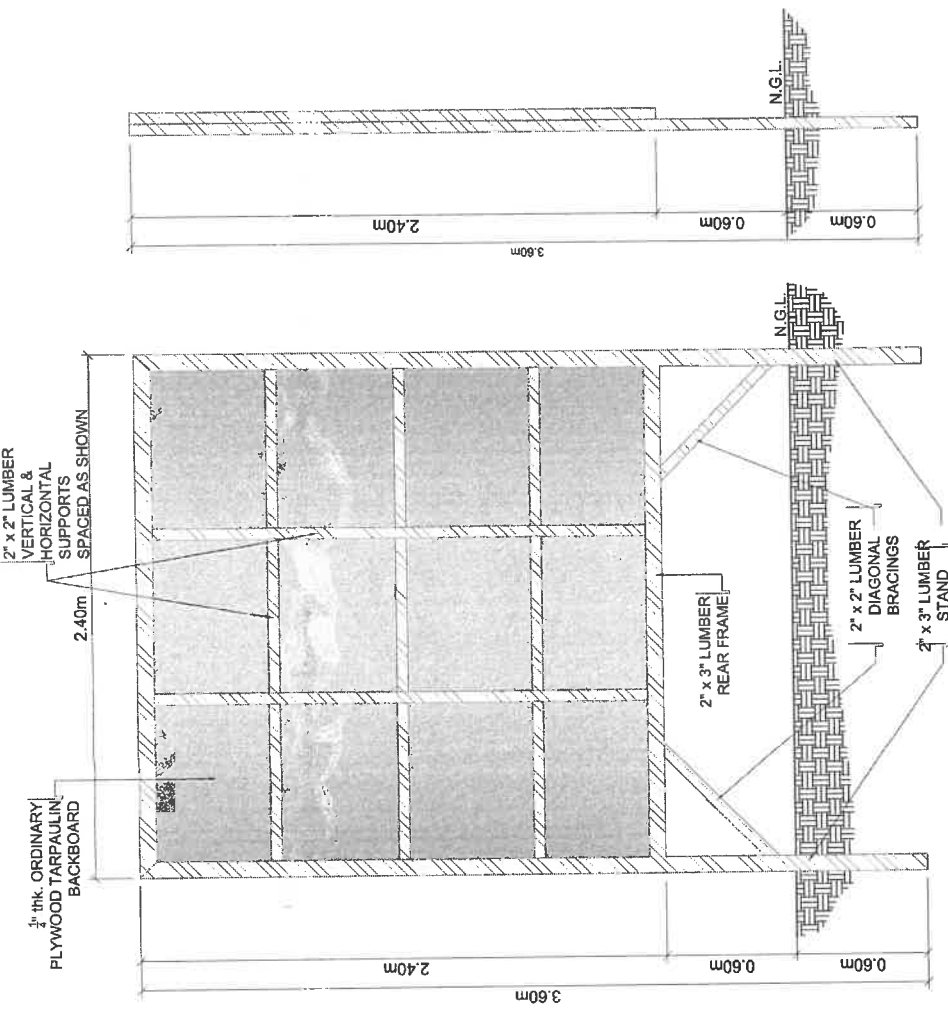 2" x 2" LUMBER
VERTICAL &
HORIZONTAL
SUPPORTS
SPACED AS SHOWN
2.40m
1/4" thk. ORDINARY
PLYWOOD TARPAULIN
BACKBOARD
2.40m
0.60m
0.60m
3.60m
2" x 3" LUMBER
REAR FRAME
N.G.L.
2" x 2" LUMBER
DIAGONAL
BRACINGS
2" x 3" LUMBER
STAND
2.40m
0.60m
0.60m
3.60m
N.G.L.